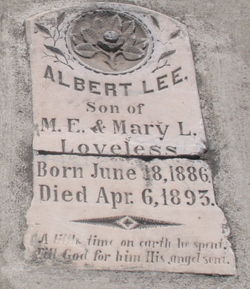 ALBERT LEE.
Son of
M. E. & Mary L.
Loveless
Born June 18, 1886
Died Apr. 6, 1893.
A little time on earth he spent,
Till God for him His angel sent.